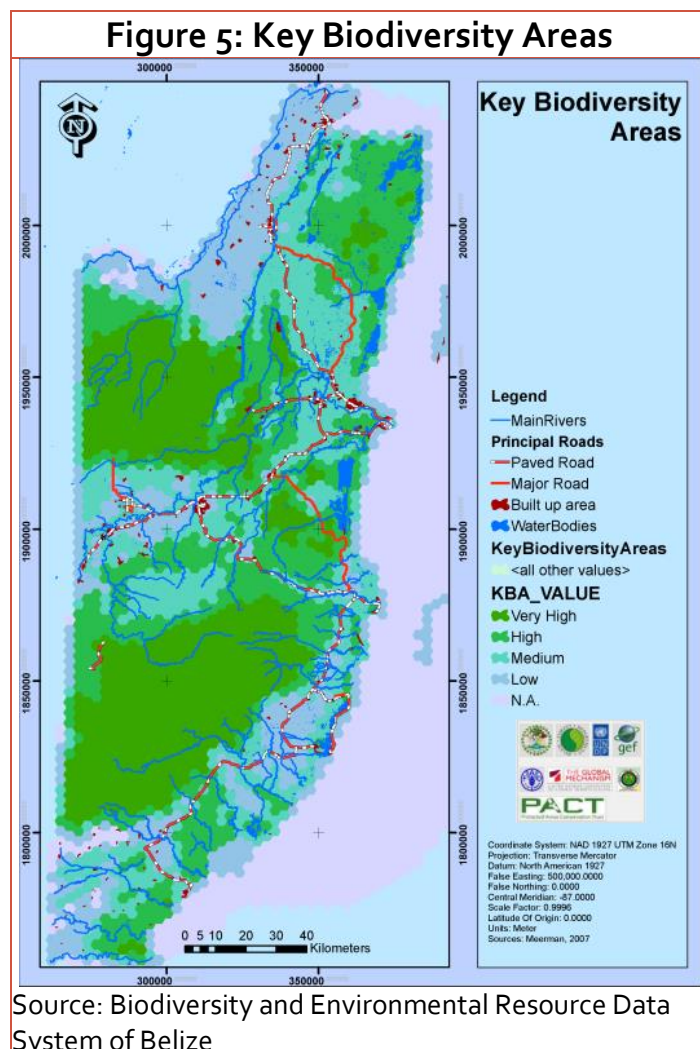 Figure 5: Key Biodiversity Areas
300000 350000
N
Key Biodiversity
Areas
2000000 2000000
1950000 1950000
1900000 1900000
1850000 1850000
1800000 1800000
Legend
MainRivers
Principal Roads
Paved Road
Major Road
Built up area
WaterBodies
KeyBiodiversityAreas
<all other values>
KBA_VALUE
Very High
High
Medium
Low
N.A.
gef
THE GLOBAL
MECHANISM
PACT
Coordinate System: NAD 1927 UTM Zone 16N
Projection: Transverse Mercator
Datum: North American 1927
False Easting: 500,000.0000
False Northing: 0.0000
Central Meridian: -87.0000
Scale Factor: 0.9996
Latitude Of Origin: 0.0000
Units: Meter
Sources: Meerman, 2007
0 5 10 20 30 40
Kilometers
300000 350000
Source: Biodiversity and Environmental Resource Data
System of Belize